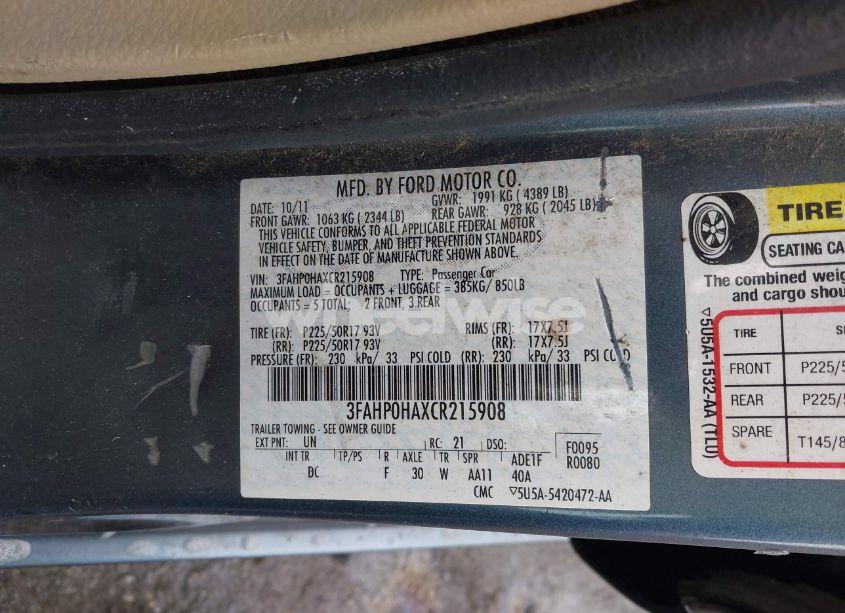 MFD. BY FORD MOTOR CO.
DATE: 10/11 GVWR: 1991 KG ( 4389 LB)
FRONT GAWR: 1063 KG ( 2344 LB) REAR GAWR: 928 KG ( 2045 LB)
THIS VEHICLE CONFORMS TO ALL APPLICABLE FEDERAL MOTOR
VEHICLE SAFETY, BUMPER, AND THEFT PREVENTION STANDARDS
IN EFFECT ON THE DATE OF MANUFACTURE SHOWN ABOVE.
VIN: 3FAHP0HAXCR215908 TYPE: Passenger Car
MAXIMUM LOAD = OCCUPANTS + LUGGAGE = 385KG/ 850LB
OCCUPANTS = 5 TOTAL; 2 FRONT, 3 REAR
wheelwise
TIRE (FR): P225/50R17 93V RIMS (FR): 17X7.5J
(RR): P225/50R17 93V (RR): 17X7.5J
PRESSURE (FR): 230 kPa/ 33 PSI COLD (RR): 230 kPa/ 33 PSI COLD
3FAHP0HAXCR215908
TRAILER TOWING - SEE OWNER GUIDE
EXT PNT: UN RC: 21 DSO: F0095
R0080
INT TR TP/PS R AXLE TR SPR ADE1F
DC F 30 W AA11 40A
CMC ▽5U5A-5420472-AA
TIRE
SEATING CA
The combined weig
and cargo shou
▽5U5A-1532-AA (TLU)
TIRE S
FRONT P225/5
REAR P225/5
SPARE T145/8